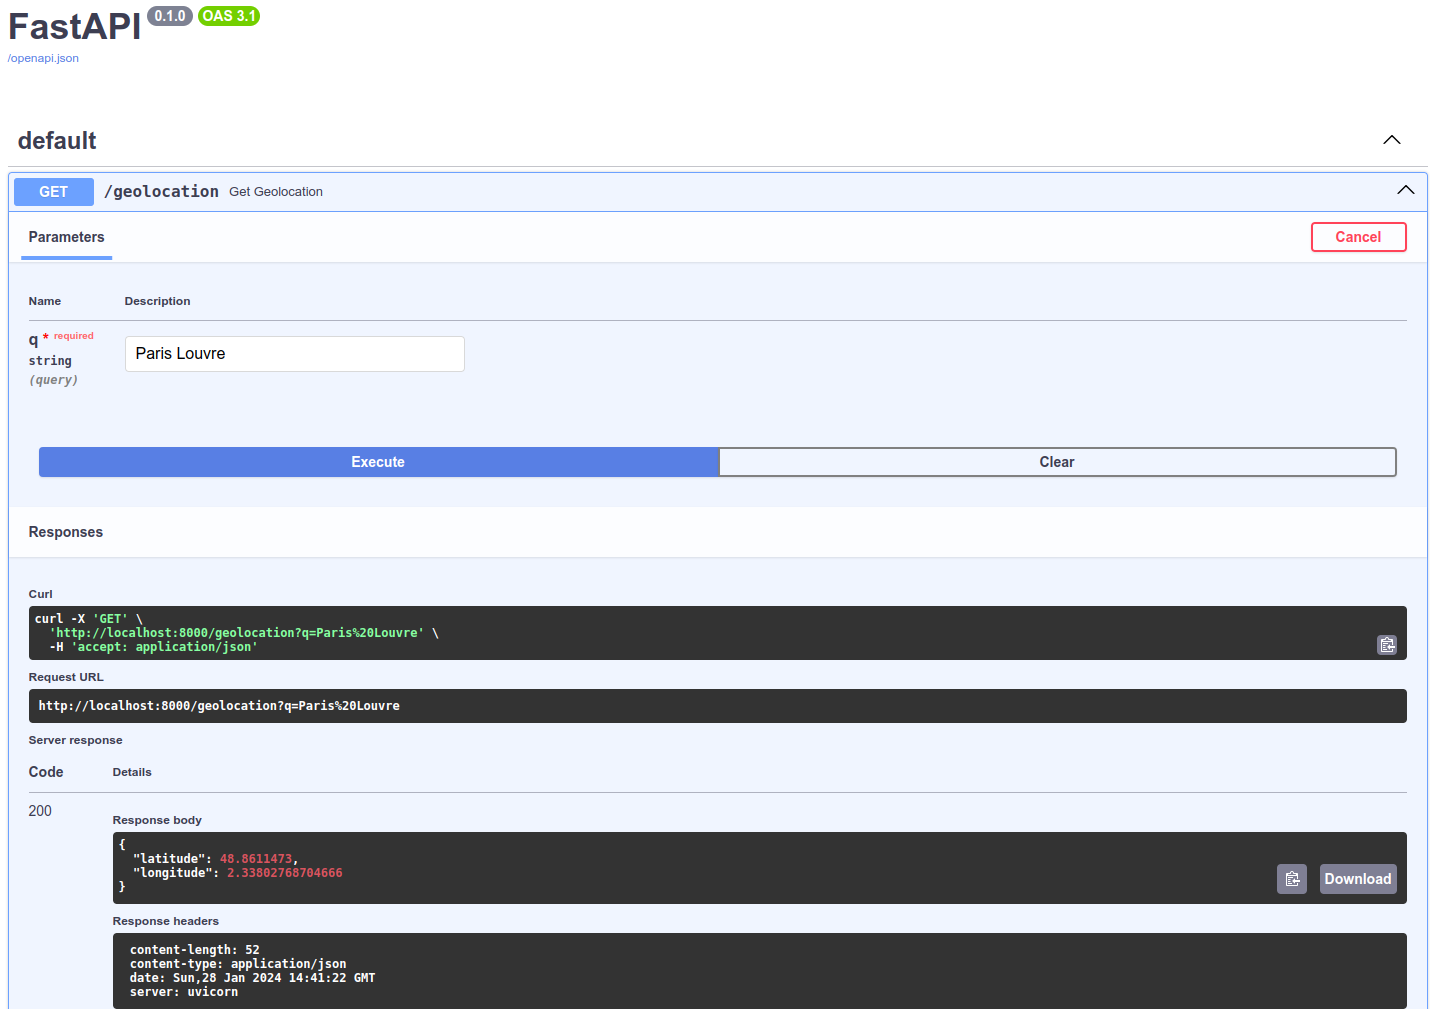 FastAPI 0.1.0 OAS 3.1
/openapi.json
default
GET /geolocation Get Geolocation
Parameters Cancel
Name Description
q * required
string
(query)
Paris Louvre
Execute Clear
Responses
Curl
curl -X 'GET' \
  'http://localhost:8000/geolocation?q=Paris%20Louvre' \
  -H 'accept: application/json'
Request URL
http://localhost:8000/geolocation?q=Paris%20Louvre
Server response
Code Details
200
Response body
{
  "latitude": 48.8611473,
  "longitude": 2.33802768704666
}
Download
Response headers
content-length: 52
content-type: application/json
date: Sun,28 Jan 2024 14:41:22 GMT
server: uvicorn